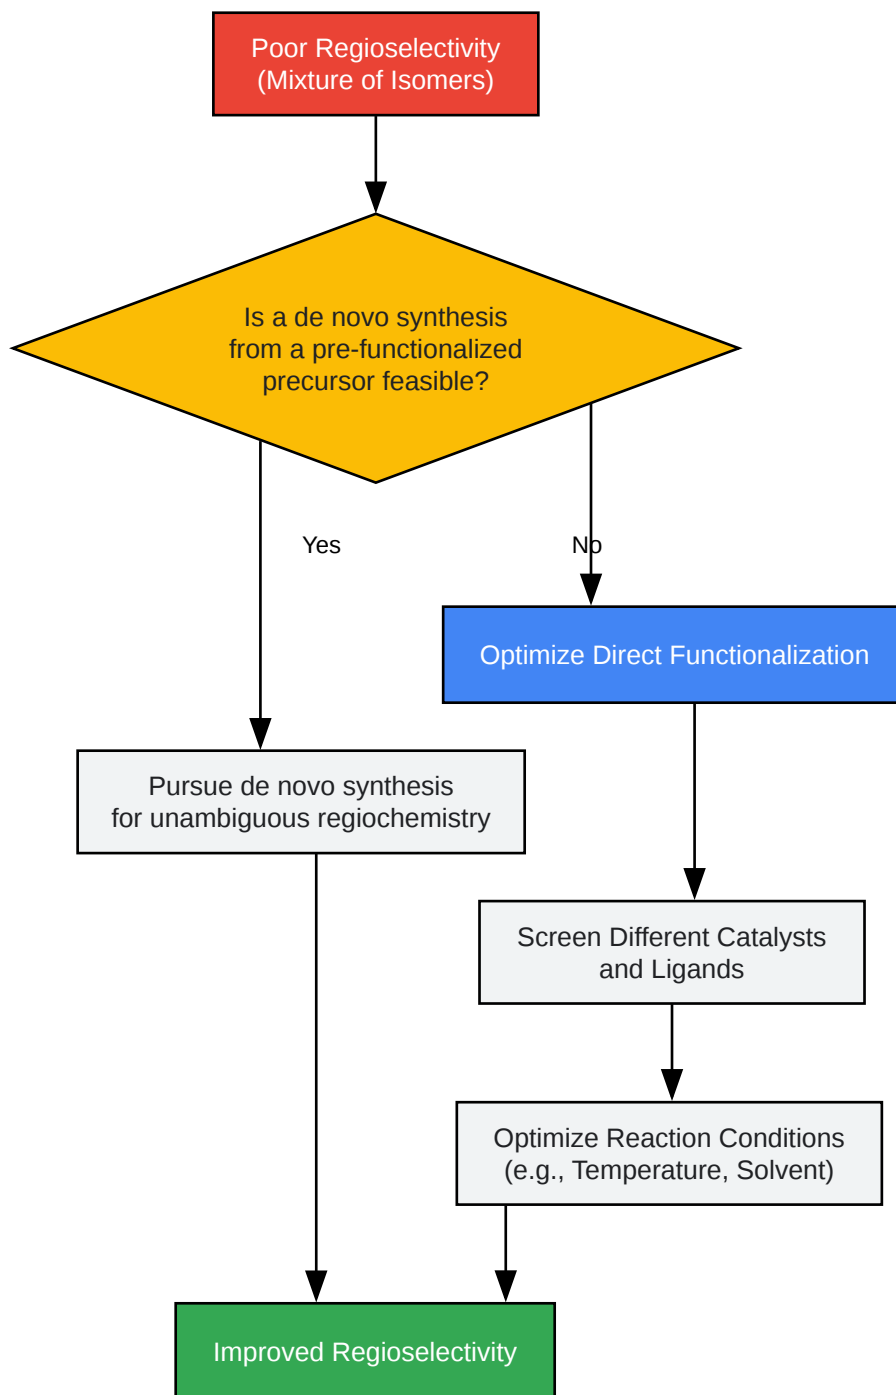 Poor Regioselectivity
(Mixture of Isomers)
Is a de novo synthesis
from a pre-functionalized
precursor feasible?
Yes
No
Optimize Direct Functionalization
Pursue de novo synthesis
for unambiguous regiochemistry
Screen Different Catalysts
and Ligands
Optimize Reaction Conditions
(e.g., Temperature, Solvent)
Improved Regioselectivity